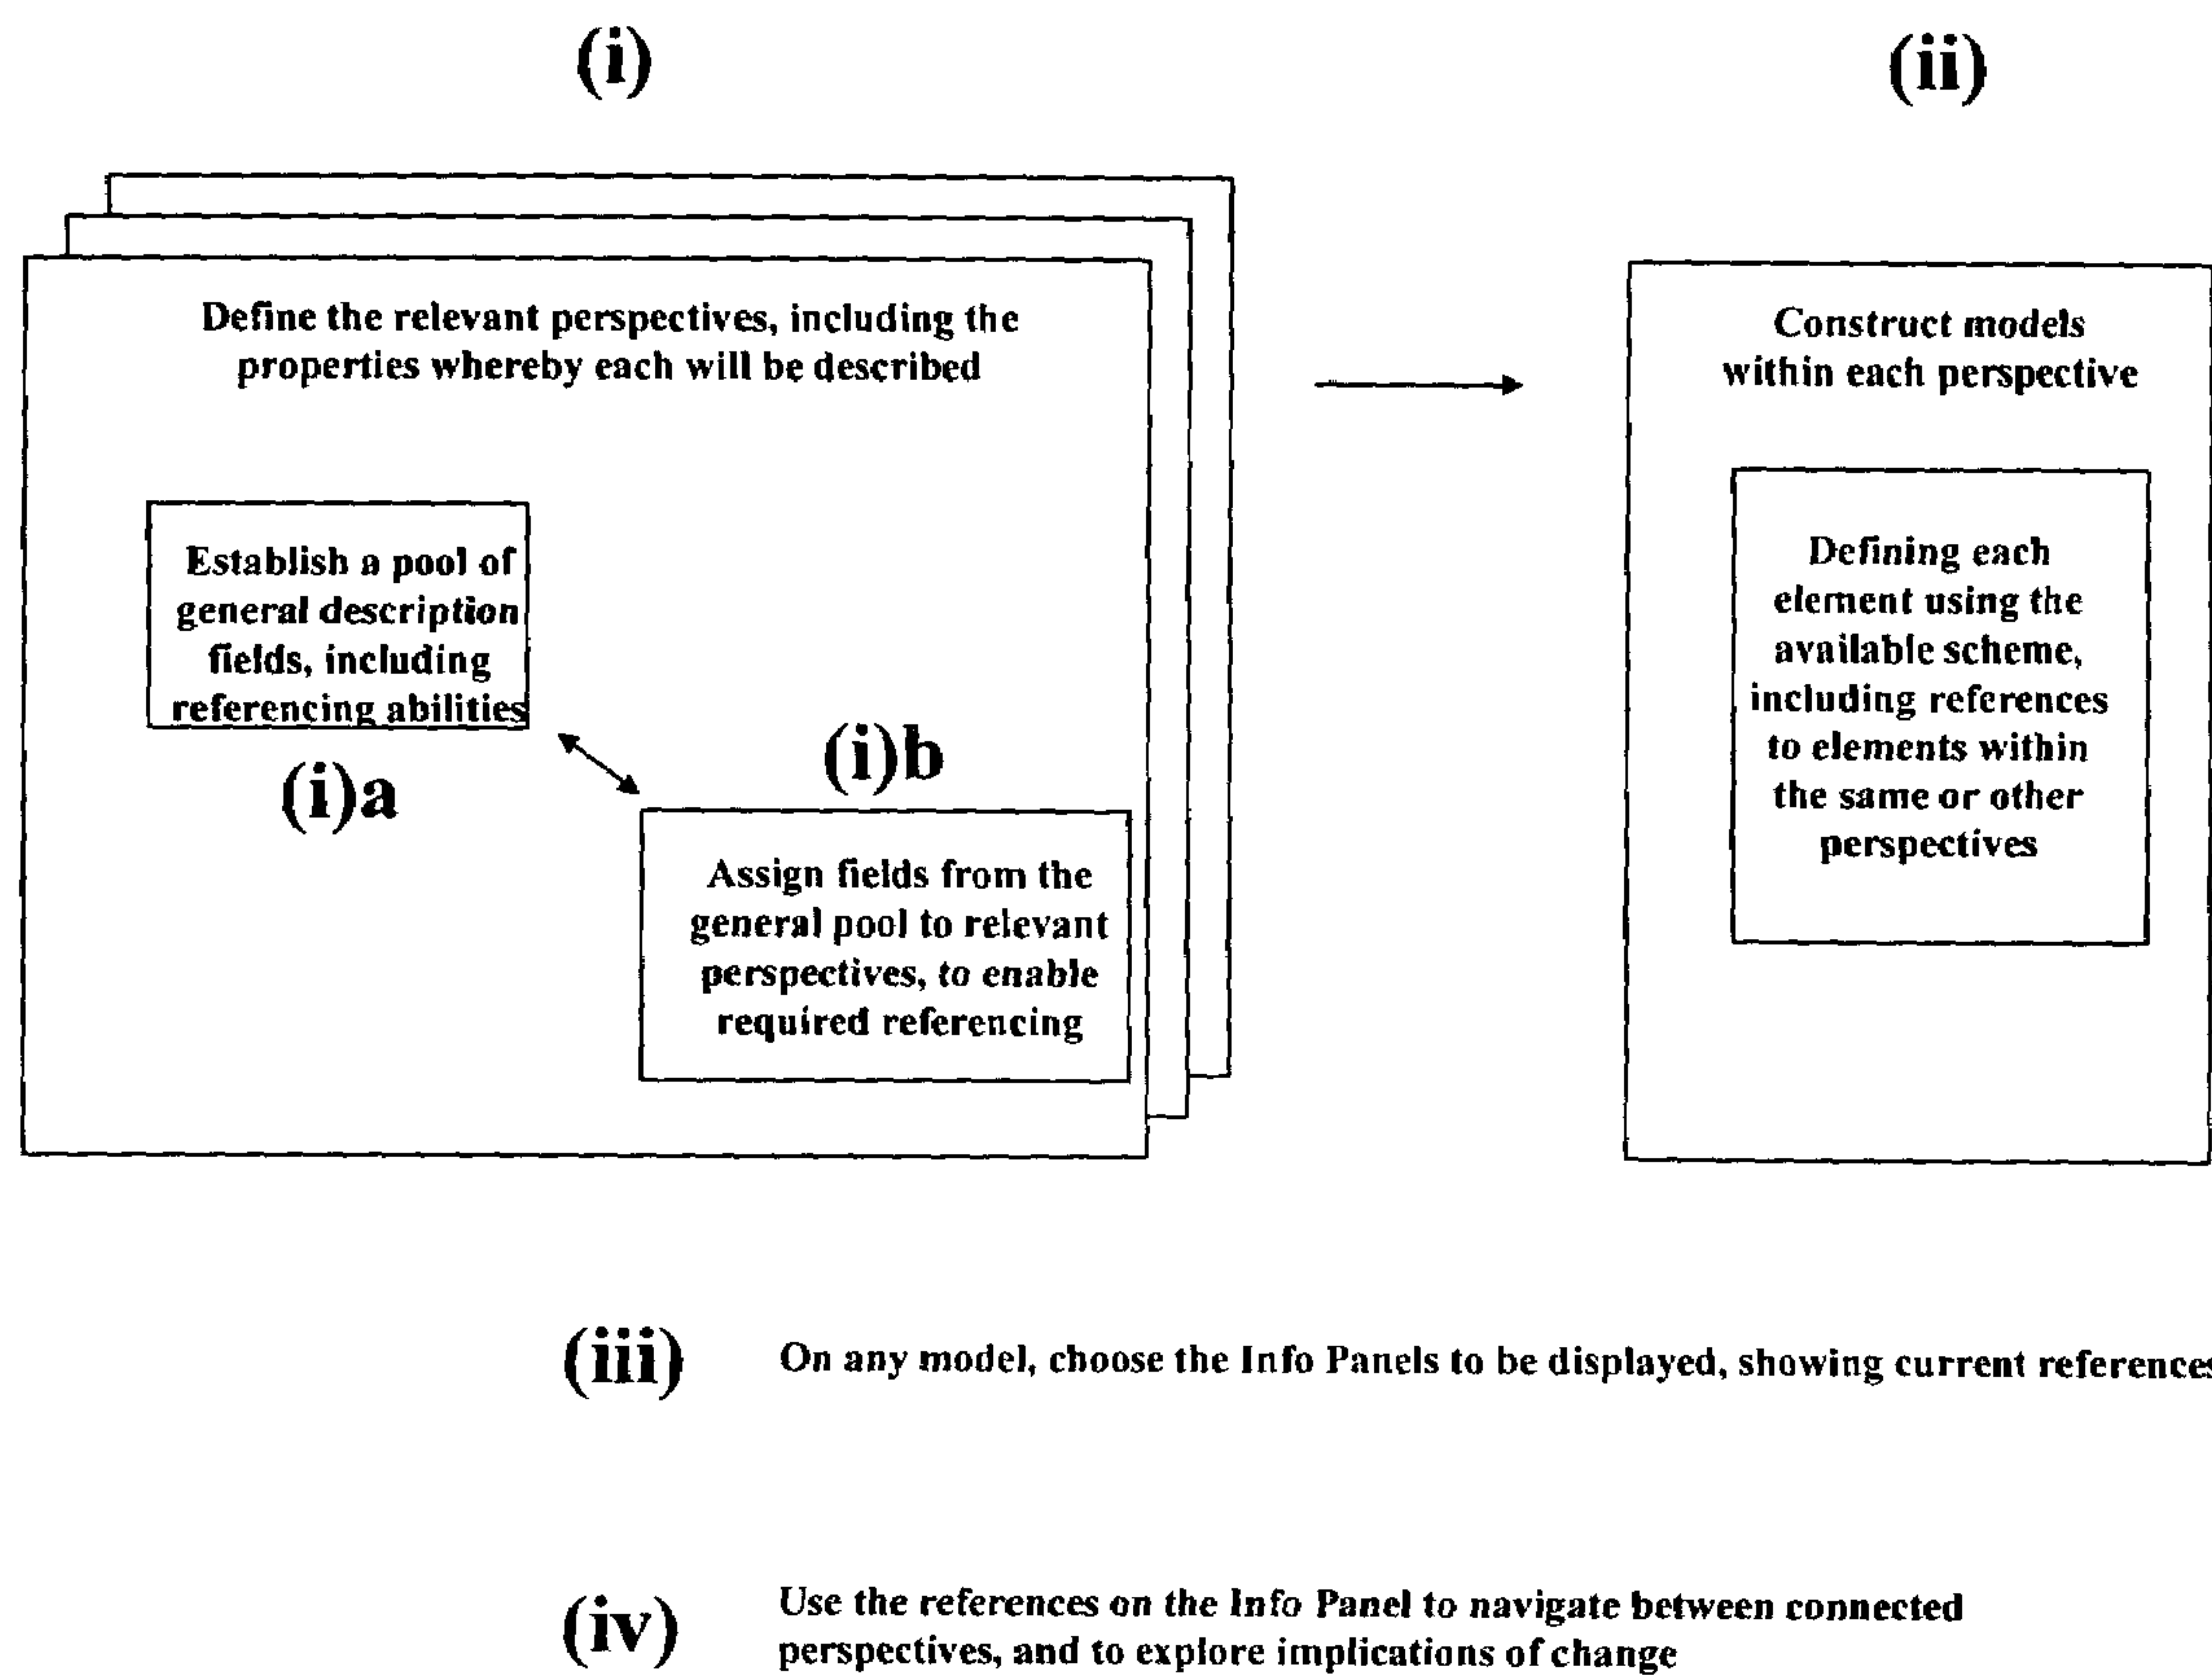 (i)
(ii)
Define the relevant perspectives, including the
properties whereby each will be described
Establish a pool of
general description
fields, including
referencing abilities
(i)a
(i)b
Assign fields from the
general pool to relevant
perspectives, to enable
required referencing
Construct models
within each perspective
Defining each
element using the
available scheme,
including references
to elements within
the same or other
perspectives
(iii)
On any model, choose the Info Panels to be displayed, showing current references
(iv)
Use the references on the Info Panel to navigate between connected
perspectives, and to explore implications of change